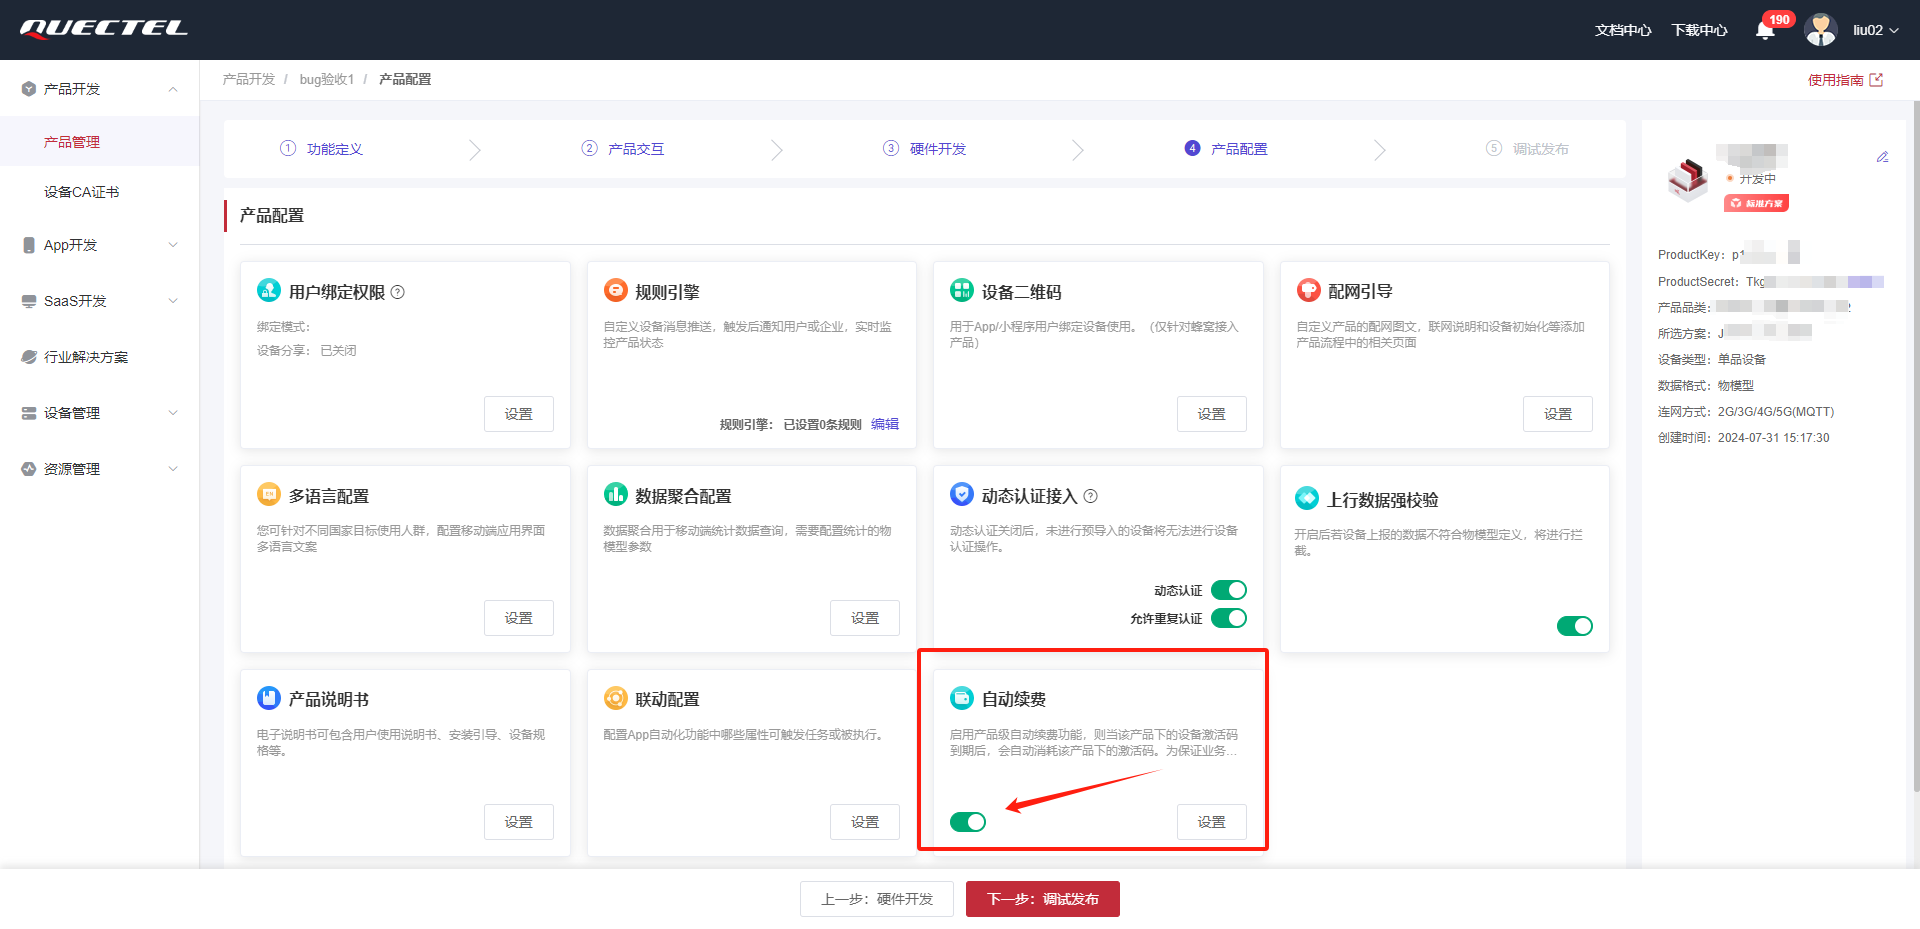 QUECTEL
文档中心
下载中心
190
liu02
产品开发
产品管理
设备CA证书
App开发
SaaS开发
行业解决方案
设备管理
资源管理
产品开发 / bug验收1 / 产品配置
使用指南
1 功能定义
2 产品交互
3 硬件开发
4 产品配置
5 调试发布
产品配置
用户绑定权限
绑定模式：
设备分享： 已关闭
设置
规则引擎
自定义设备消息推送，触发后通知用户或企业，实时监
控产品状态
规则引擎： 已设置0条规则 编辑
设备二维码
用于App/小程序用户绑定设备使用。（仅针对蜂窝接入
产品）
设置
配网引导
自定义产品的配网图文，联网说明和设备初始化等添加
产品流程中的相关页面
设置
多语言配置
您可针对不同国家目标使用人群，配置移动端应用界面
多语言文案
设置
数据聚合配置
数据聚合用于移动端统计数据查询，需要配置统计的物
模型参数
设置
动态认证接入
动态认证关闭后，未进行预导入的设备将无法进行设备
认证操作。
动态认证
允许重复认证
上行数据强校验
开启后若设备上报的数据不符合物模型定义，将进行拦
截。
产品说明书
电子说明书可包含用户使用说明书、安装引导、设备规
格等。
设置
联动配置
配置App自动化功能中哪些属性可触发任务或被执行。
设置
自动续费
启用产品级自动续费功能，则当该产品下的设备激活码
到期后，会自动消耗该产品下的激活码。为保证业务...
设置
开发中
标准方案
ProductKey： p1
ProductSecret： Tkg
产品品类：
所选方案： J
设备类型： 单品设备
数据格式： 物模型
连网方式： 2G/3G/4G/5G(MQTT)
创建时间： 2024-07-31 15:17:30
上一步：硬件开发
下一步：调试发布